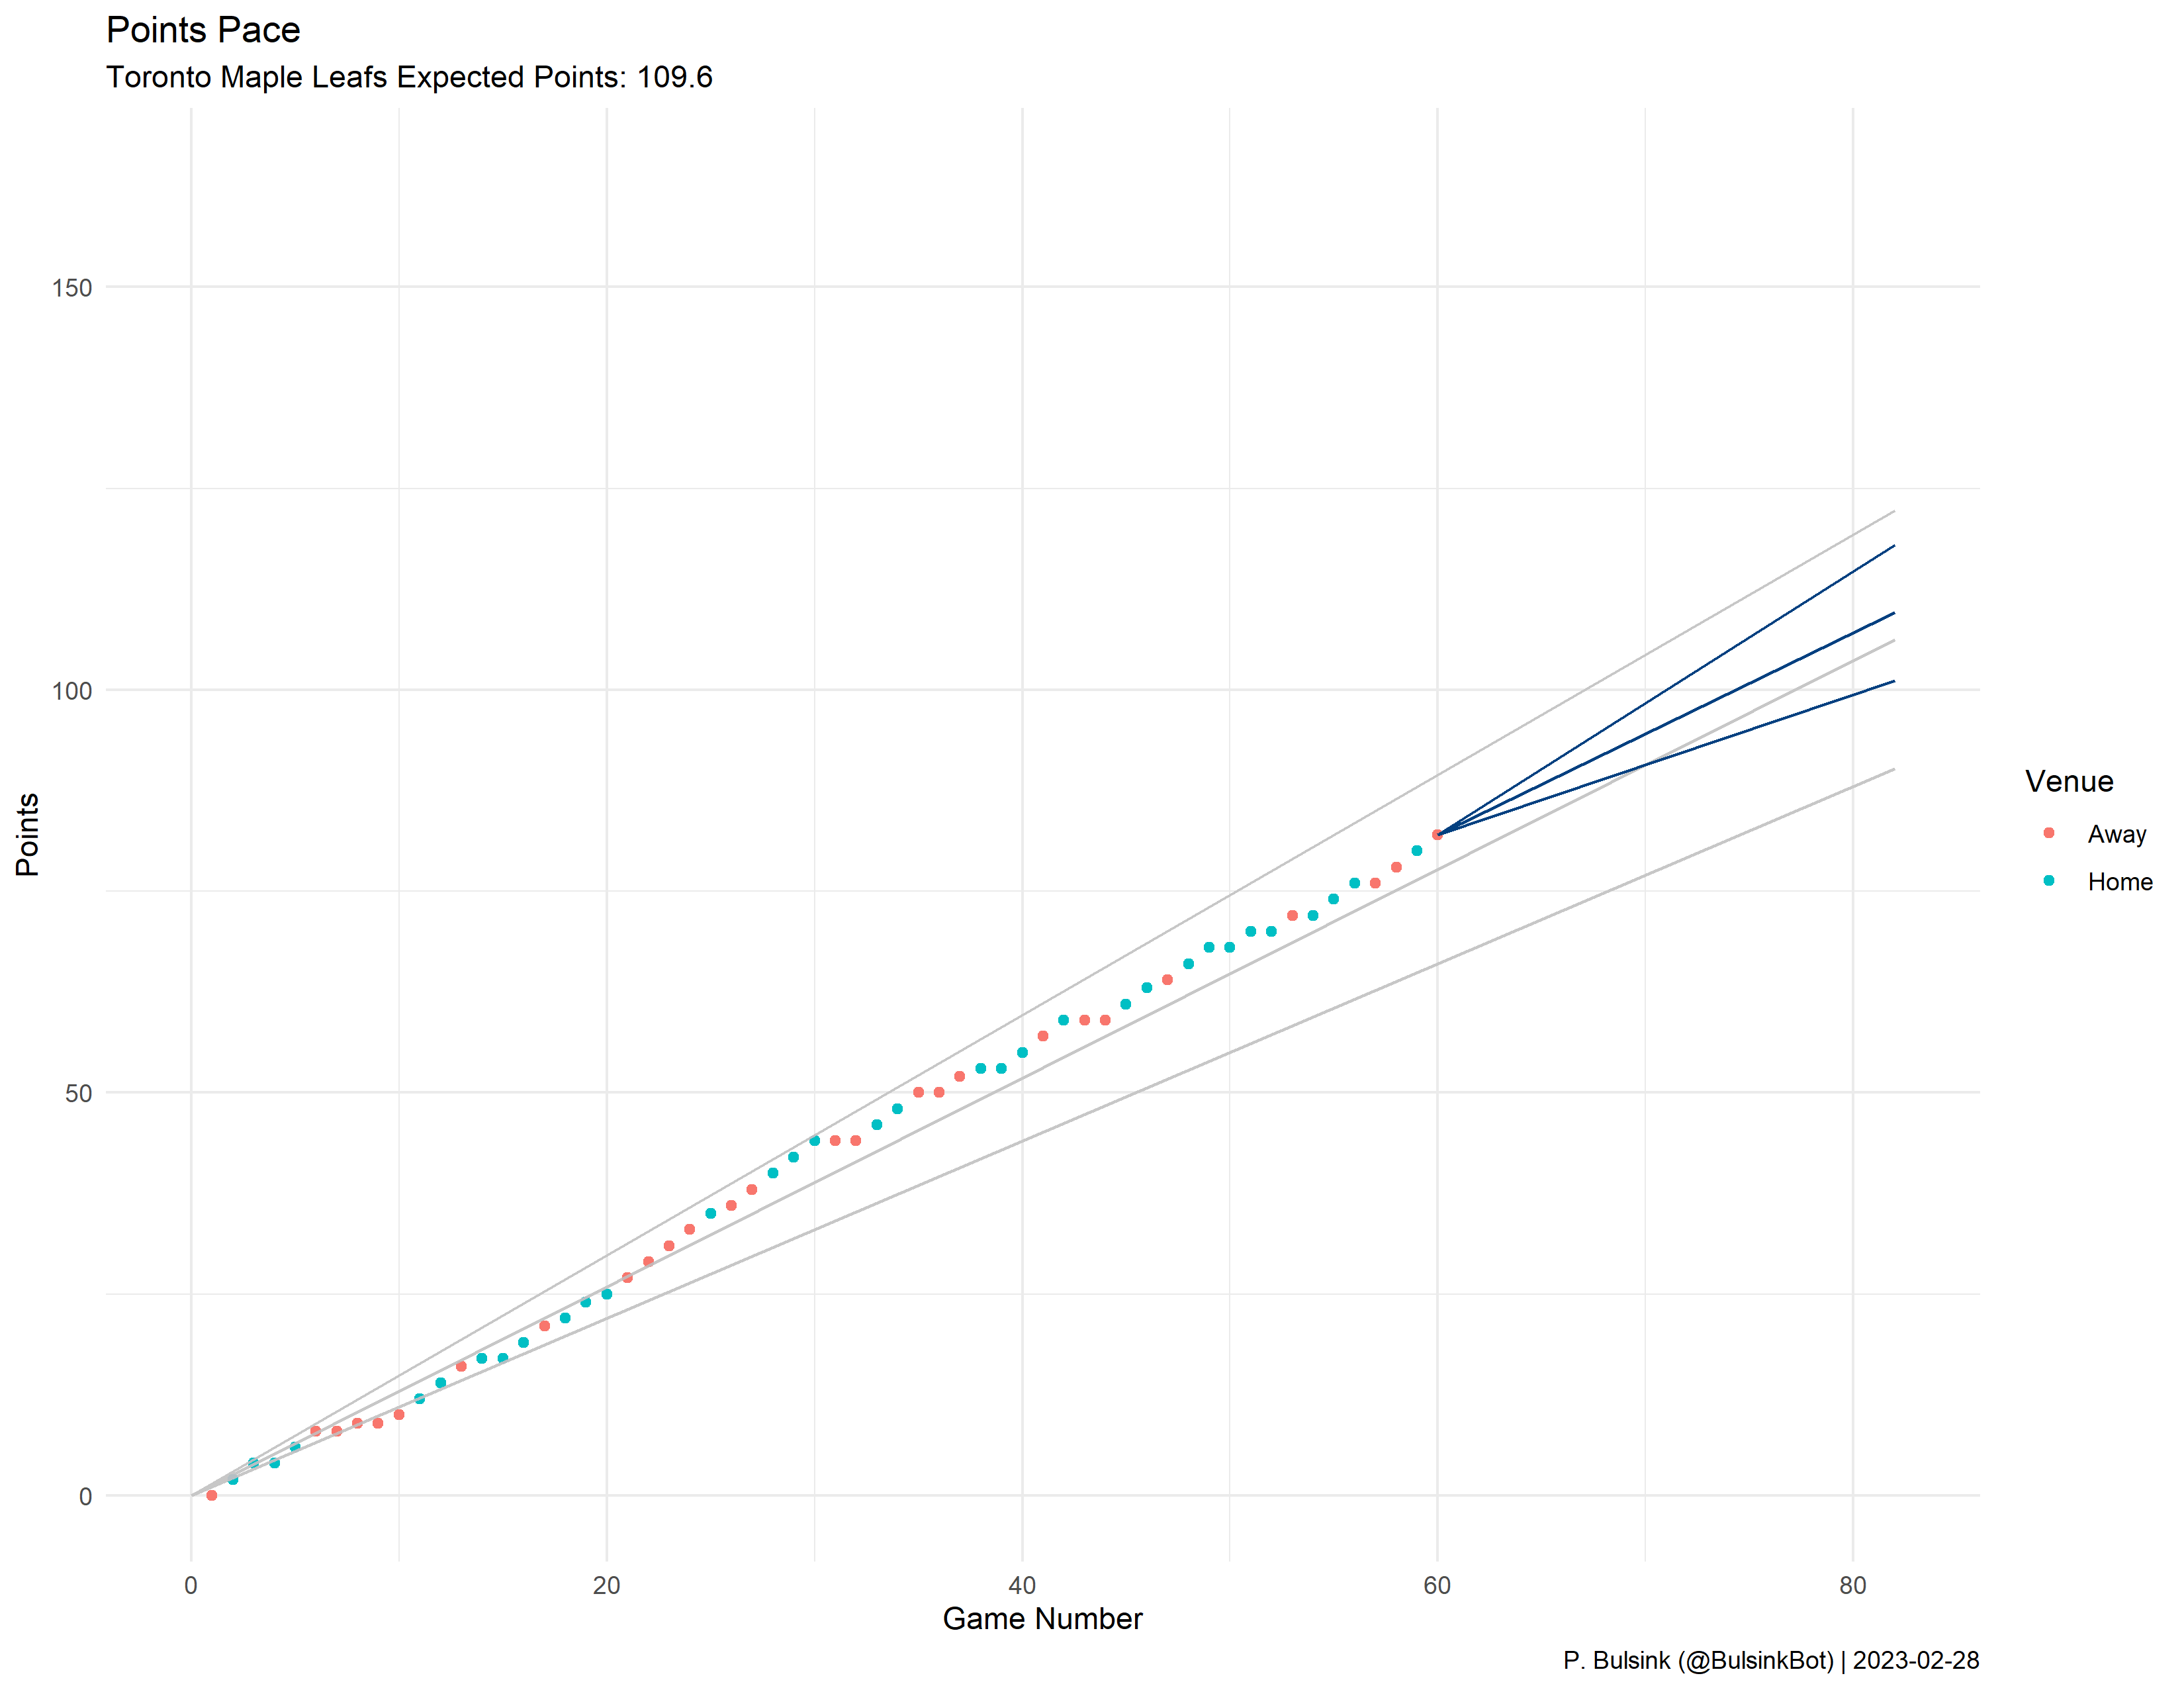 Points Pace
Toronto Maple Leafs Expected Points: 109.6
150
100
50
0
Points
0 20 40 60 80
Game Number
Venue
Away
Home
P. Bulsink (@BulsinkBot) | 2023-02-28